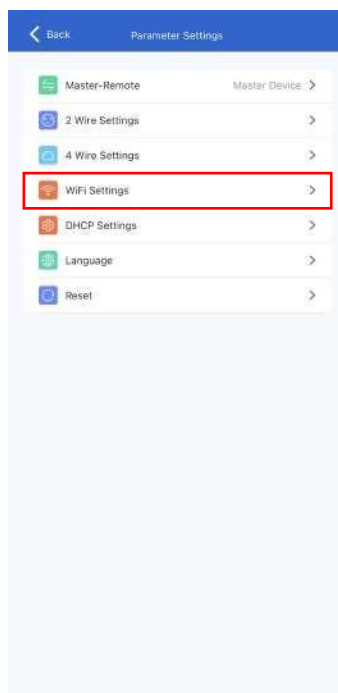 Back Parameter Settings
Master-Remote Master Device
2 Wire Settings
4 Wire Settings
WiFi Settings
DHCP Settings
Language
Reset